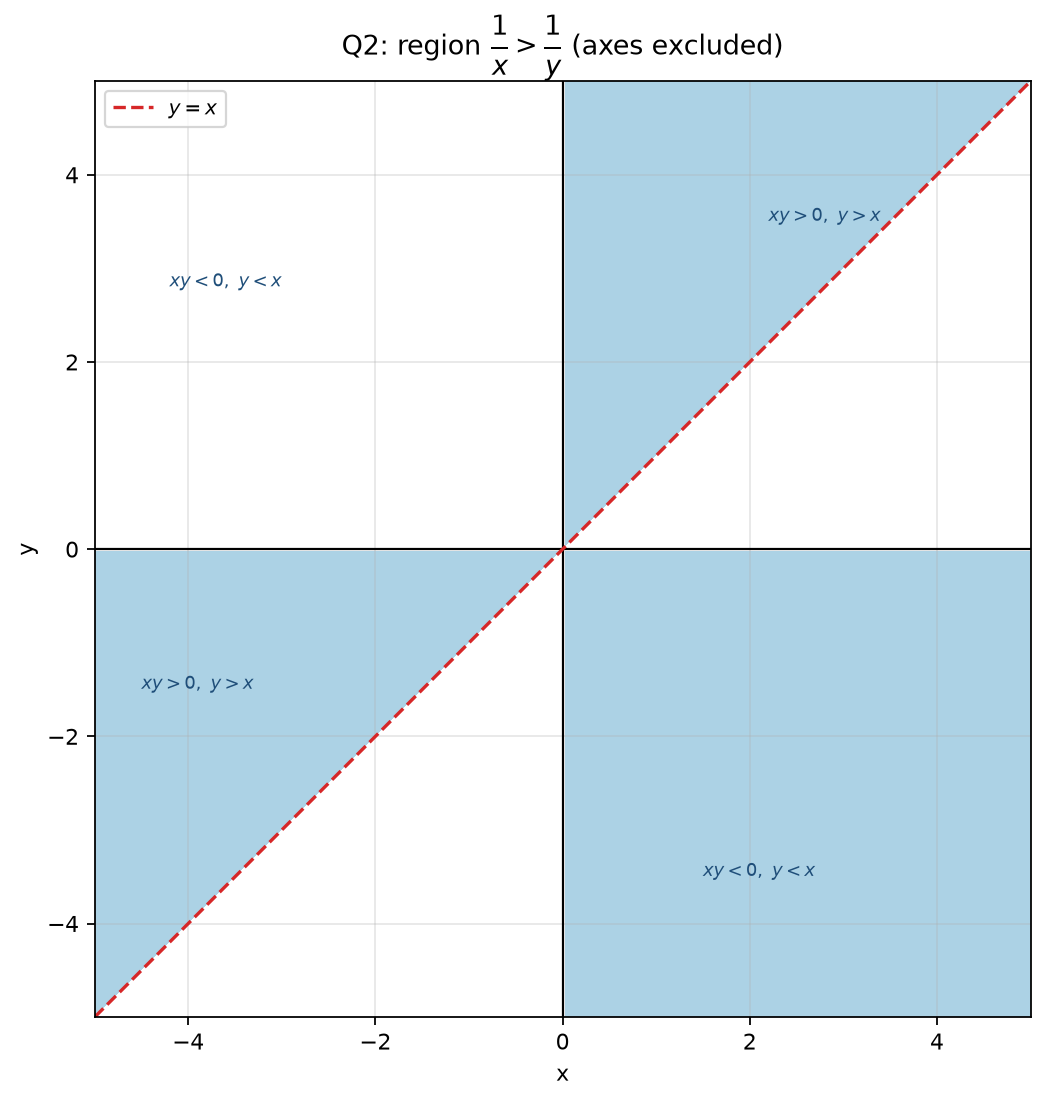 Q2: region 1/x > 1/y (axes excluded)
y = x
4
xy > 0, y > x
xy < 0, y < x
2
y
0
xy > 0, y > x
−2
xy < 0, y < x
−4
−4 −2 0 2 4
x